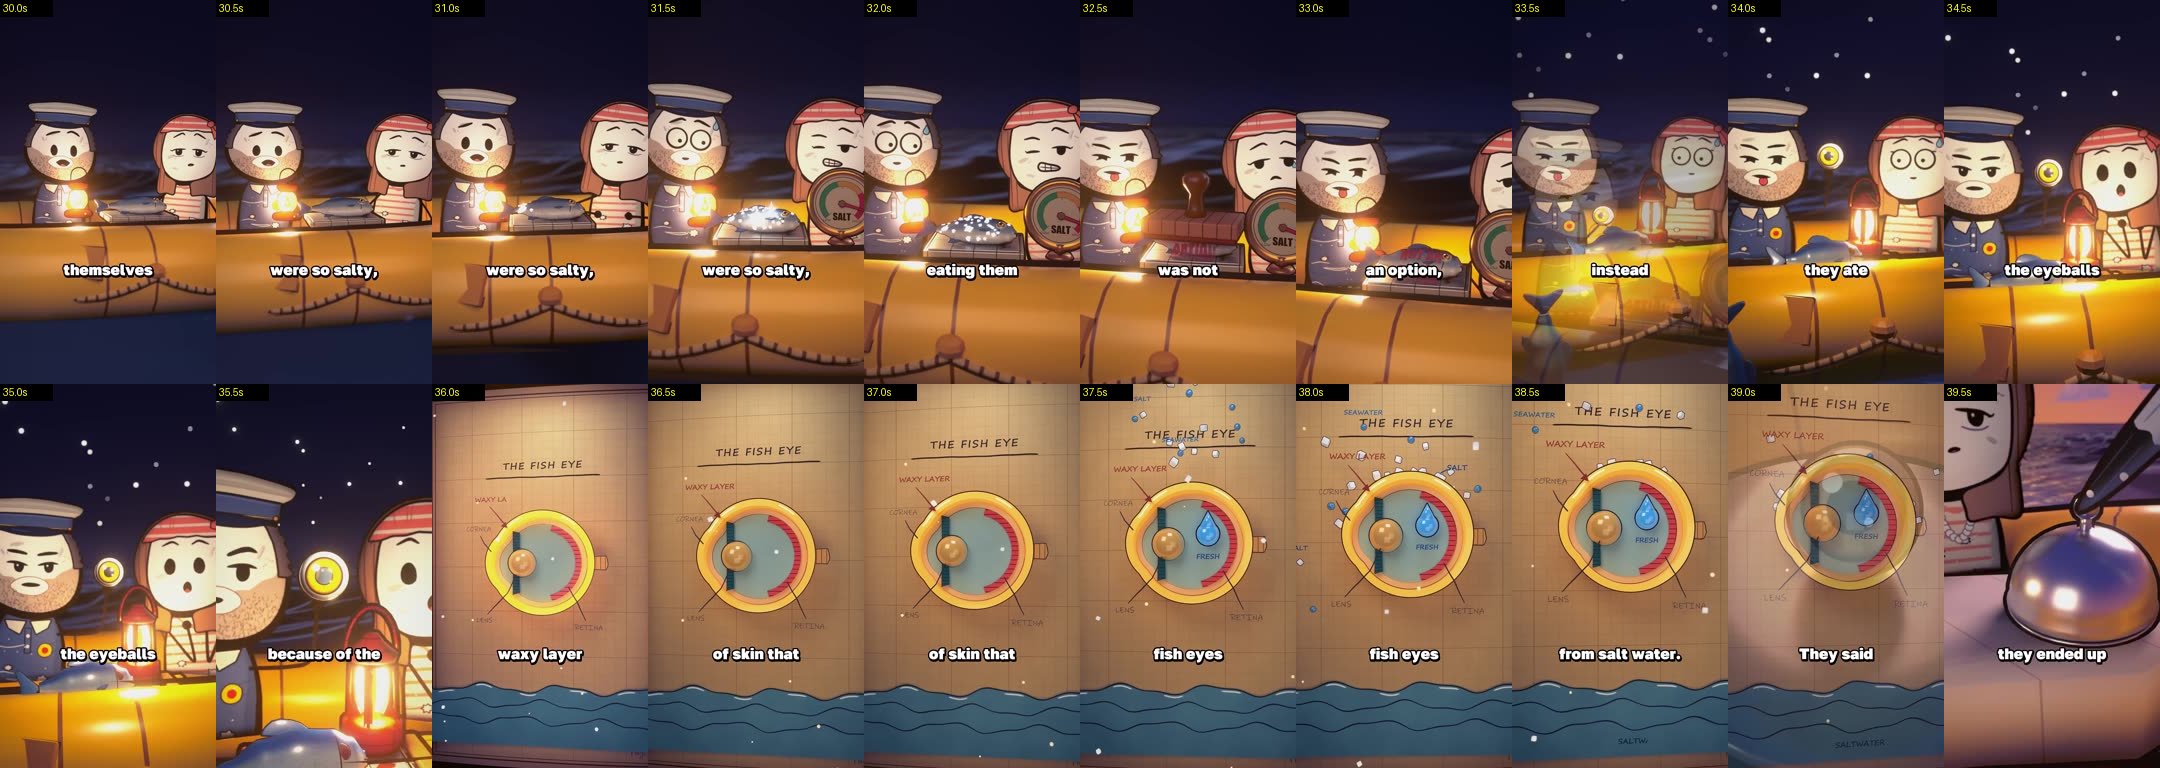 30.0s
themselves
30.5s
were so salty,
31.0s
were so salty,
31.5s
SALT
were so salty,
32.0s
SALT
eating them
32.5s
SALT
was not
33.0s
an option,
33.5s
instead
34.0s
they ate
34.5s
the eyeballs
35.0s
the eyeballs
35.5s
because of the
36.0s
THE FISH EYE
WAXY LA
CORNEA
LENS
RETINA
waxy layer
36.5s
THE FISH EYE
WAXY LAYER
CORNEA
LENS
RETINA
of skin that
37.0s
THE FISH EYE
WAXY LAYER
CORNEA
LENS
RETINA
of skin that
37.5s
SALT
THE FISH EYE
SEAWATER
WAXY LAYER
CORNEA
FRESH
LENS
RETINA
fish eyes
38.0s
SEAWATER
THE FISH EYE
WAXY LAYER
SALT
CORNEA
FRESH
ALT
LENS
RETINA
fish eyes
38.5s
SEAWATER
THE FISH EYE
WAXY LAYER
CORNEA
FRESH
LENS
RETINA
from salt water.
SALTW
39.0s
THE FISH EYE
WAXY LAYER
CORNEA
FRESH
LENS
RETINA
They said
SALTWATER
39.5s
they ended up